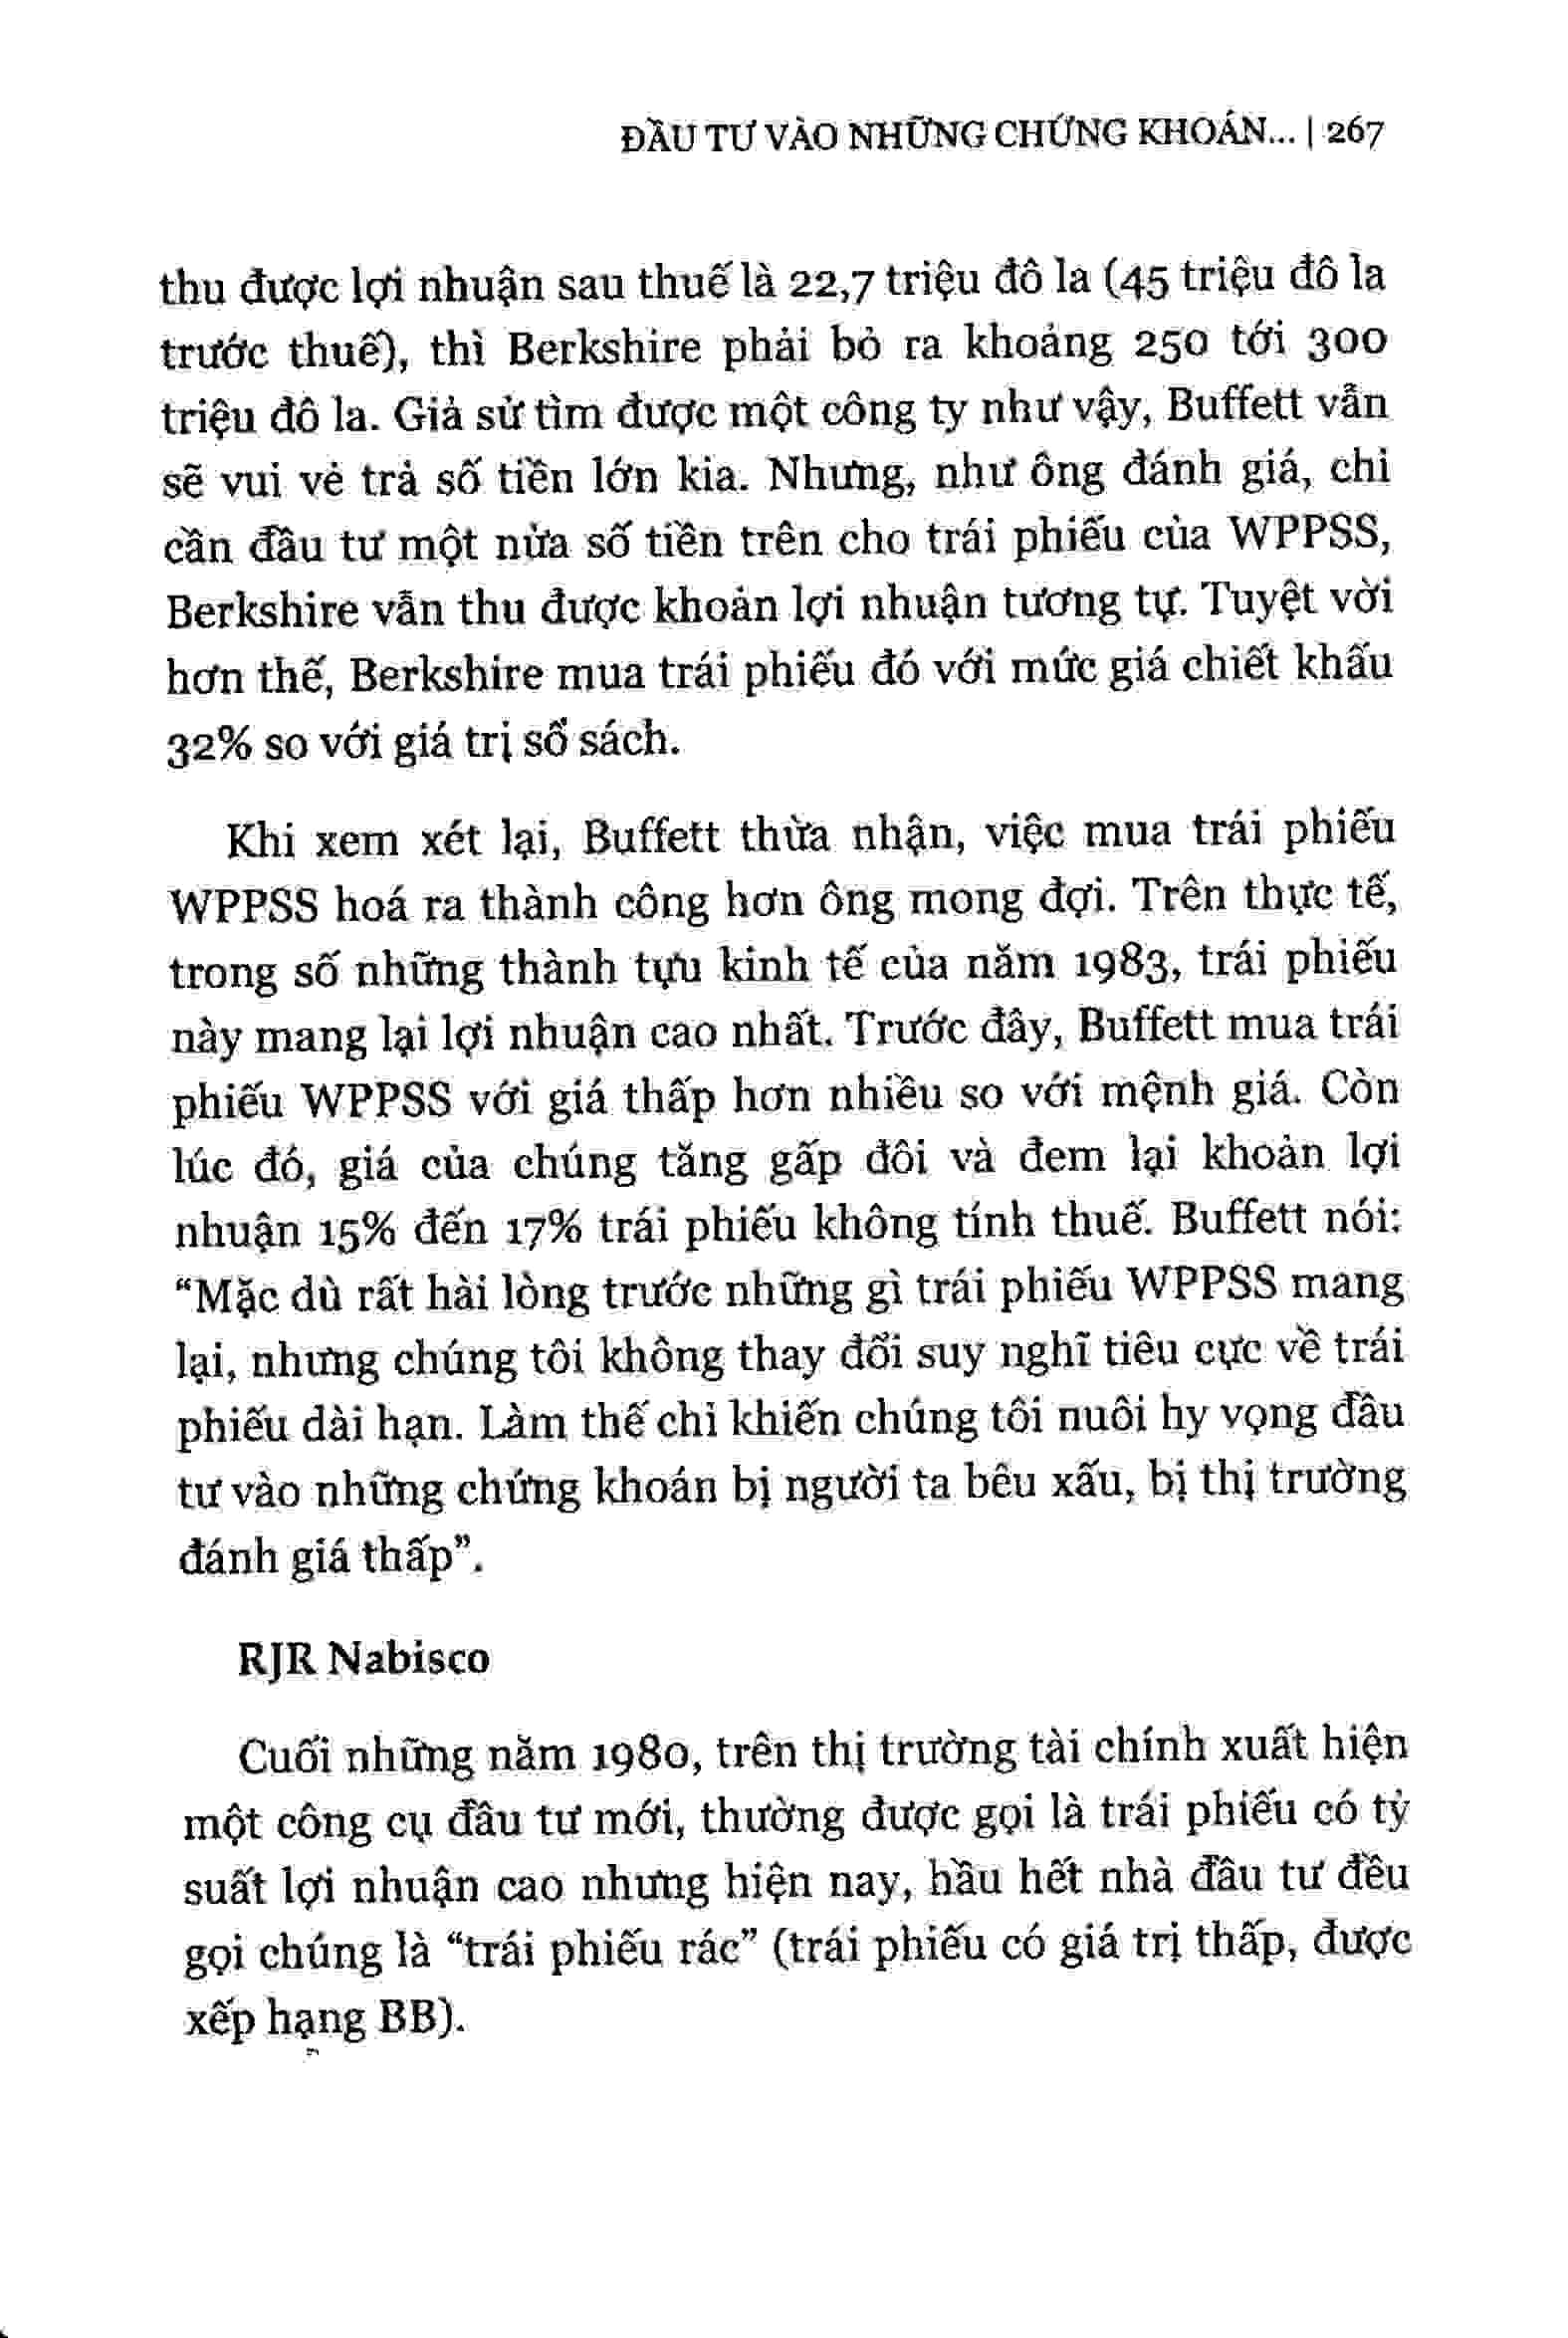 ĐẦU TƯ VÀO NHỮNG CHỨNG KHOÁN... | 267
thu được lợi nhuận sau thuế là 22,7 triệu đô la (45 triệu đô la
trước thuế), thì Berkshire phải bỏ ra khoảng 250 tới 300
triệu đô la. Giả sử tìm được một công ty như vậy, Buffett vẫn
sẽ vui vẻ trả số tiền lớn kia. Nhưng, như ông đánh giá, chỉ
cần đầu tư một nửa số tiền trên cho trái phiếu của WPPSS,
Berkshire vẫn thu được khoản lợi nhuận tương tự. Tuyệt vời
hơn thế, Berkshire mua trái phiếu đó với mức giá chiết khấu
32% so với giá trị sổ sách.
Khi xem xét lại, Buffett thừa nhận, việc mua trái phiếu
WPPSS hoá ra thành công hơn ông mong đợi. Trên thực tế,
trong số những thành tựu kinh tế của năm 1983, trái phiếu
này mang lại lợi nhuận cao nhất. Trước đây, Buffett mua trái
phiếu WPPSS với giá thấp hơn nhiều so với mệnh giá. Còn
lúc đó, giá của chúng tăng gấp đôi và đem lại khoản lợi
nhuận 15% đến 17% trái phiếu không tính thuế. Buffett nói:
“Mặc dù rất hài lòng trước những gì trái phiếu WPPSS mang
lại, nhưng chúng tôi không thay đổi suy nghĩ tiêu cực về trái
phiếu dài hạn. Làm thế chỉ khiến chúng tôi nuôi hy vọng đầu
tư vào những chứng khoán bị người ta bêu xấu, bị thị trường
đánh giá thấp”.
RJR Nabisco
Cuối những năm 1980, trên thị trường tài chính xuất hiện
một công cụ đầu tư mới, thường được gọi là trái phiếu có tỷ
suất lợi nhuận cao nhưng hiện nay, hầu hết nhà đầu tư đều
gọi chúng là “trái phiếu rác” (trái phiếu có giá trị thấp, được
xếp hạng BB).